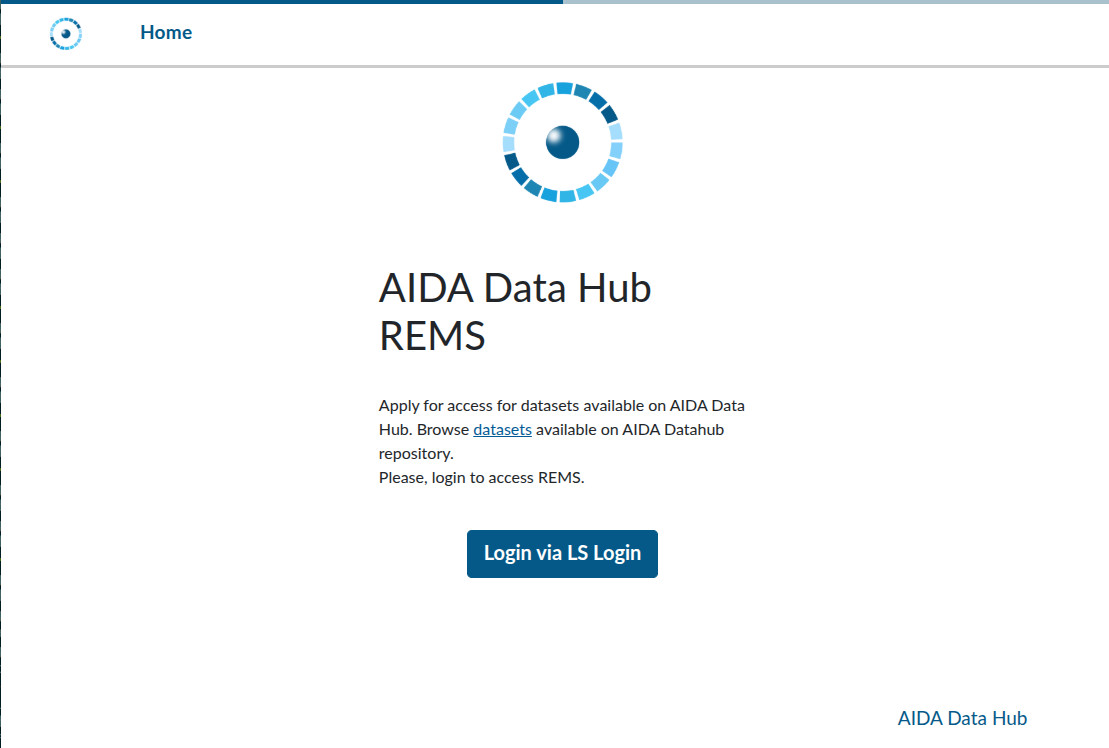 Home
AIDA Data Hub
REMS
Apply for access for datasets available on AIDA Data
Hub. Browse datasets available on AIDA Datahub
repository.
Please, login to access REMS.
Login via LS Login
AIDA Data Hub